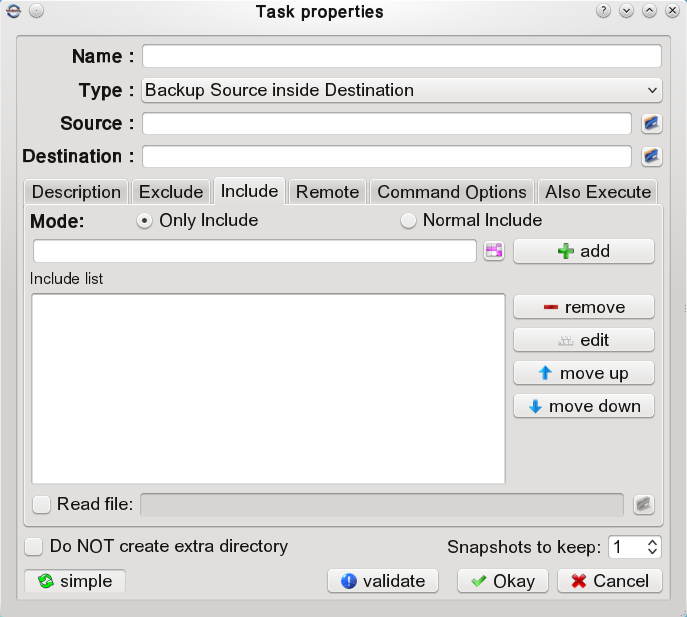 Task properties
Name :
Type : Backup Source inside Destination
Source :
Destination :
Description Exclude Include Remote Command Options Also Execute
Mode: Only Include Normal Include
add
Include list
remove
edit
move up
move down
Read file:
Do NOT create extra directory Snapshots to keep: 1
simple validate Okay Cancel